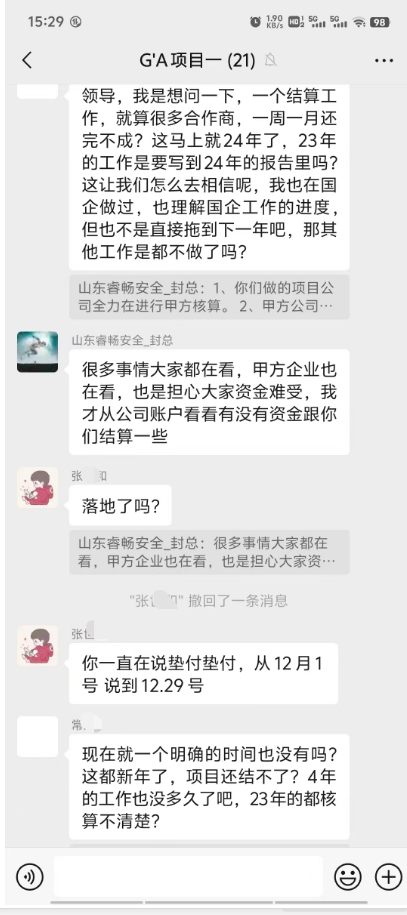 15:29
1.90
KB/s
HD 2
5G
5G
98
G'A项目一 (21)
领导，我是想问一下，一个结算工
作，就算很多合作商，一周一月还
完不成？这马上就24年了，23年
的工作是要写到24年的报告里吗？
这让我们怎么去相信呢，我也在国
企做过，也理解国企工作的进度，
但也不是直接拖到下一年吧，那其
他工作是都不做了吗？
山东睿畅安全_封总：1、你们做的项目公
司全力在进行甲方核算。 2、甲方公司…
山东睿畅安全_封总
很多事情大家都在看，甲方企业也
在看，也是担心大家资金难受，我
才从公司账户看看有没有资金跟你
们结算一些
张 和
落地了吗？
山东睿畅安全_封总：很多事情大家都在
看，甲方企业也在看，也是担心大家资…
"张 " 撤回了一条消息
张
你一直在说垫付垫付，从 12 月 1
号 说到 12.29 号
常
现在就一个明确的时间也没有吗？
这都新年了，项目还结不了？4年
的工作也没多久了吧，23年的都核
算不清楚？